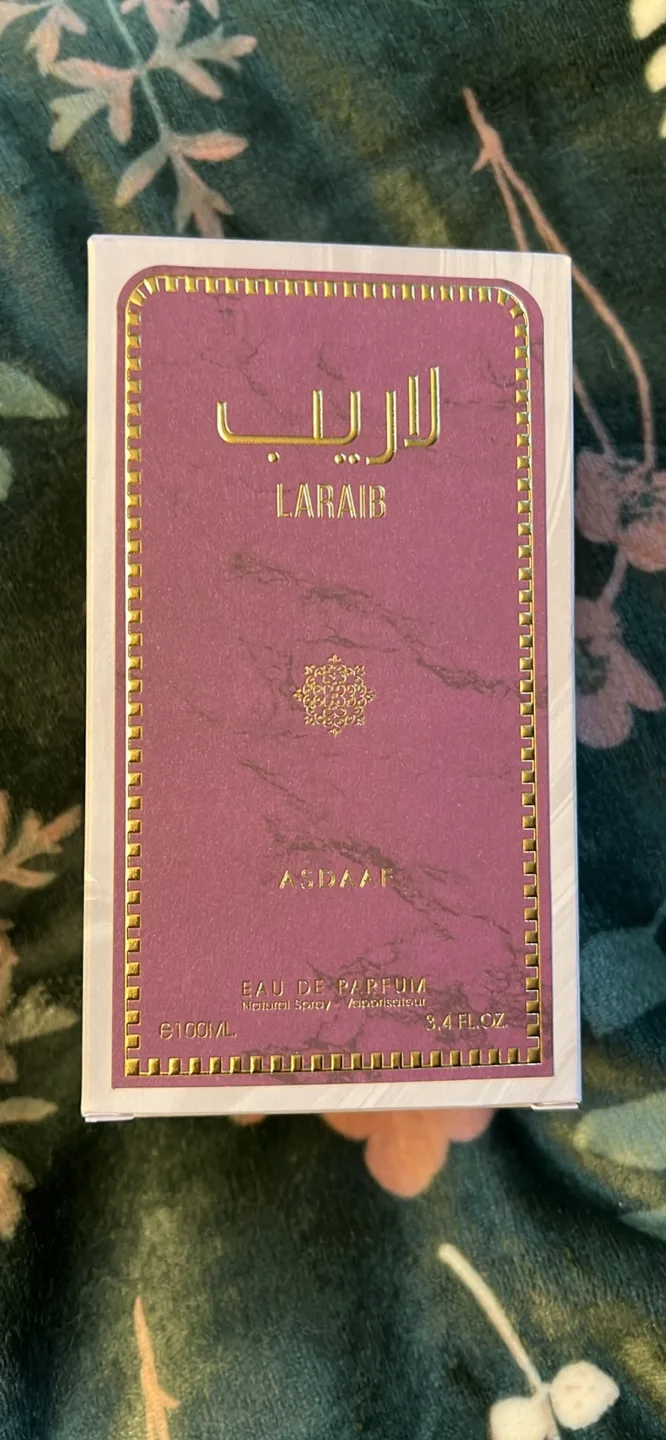 لاريب
LARAIB
ASDAAF
EAU DE PARFUM
Natural Spray - Vaporisateur
℮100ML. 3.4 FL.OZ.